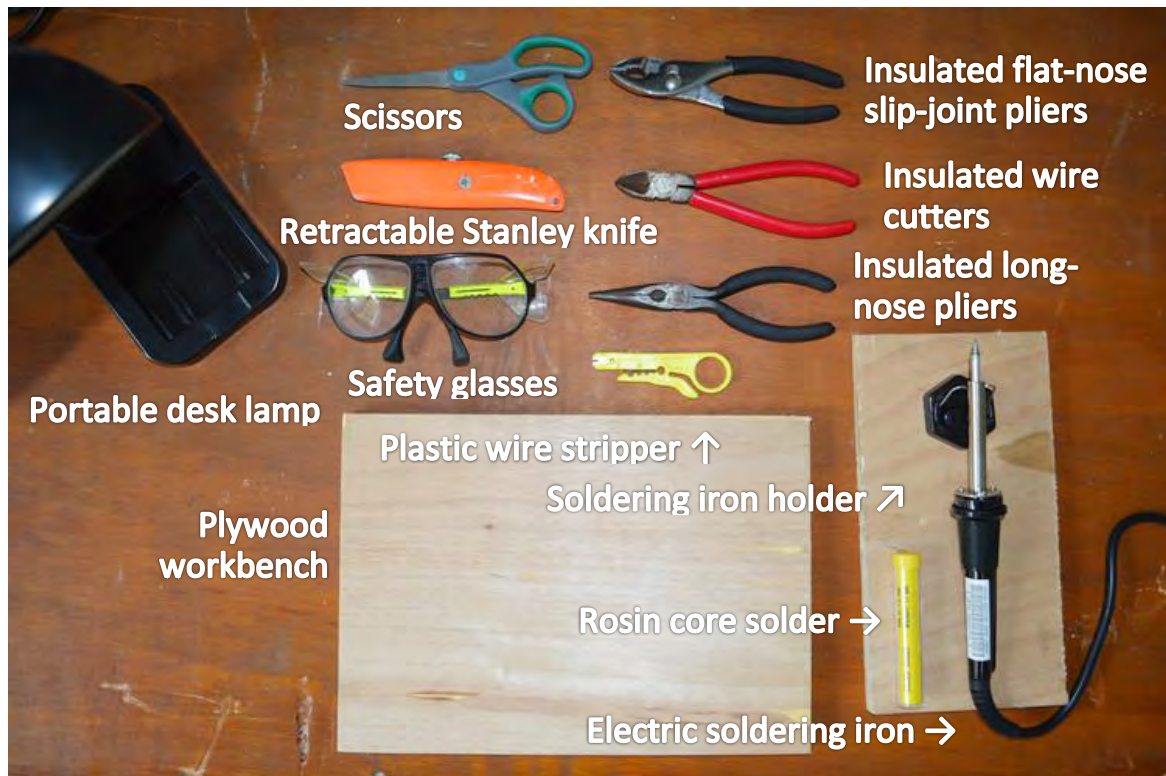 Scissors
Insulated flat-nose
slip-joint pliers
Retractable Stanley knife
Insulated wire
cutters
Safety glasses
Insulated long-
nose pliers
Portable desk lamp
Plastic wire stripper ↑
Soldering iron holder ↗
Plywood
workbench
Rosin core solder →
Electric soldering iron →